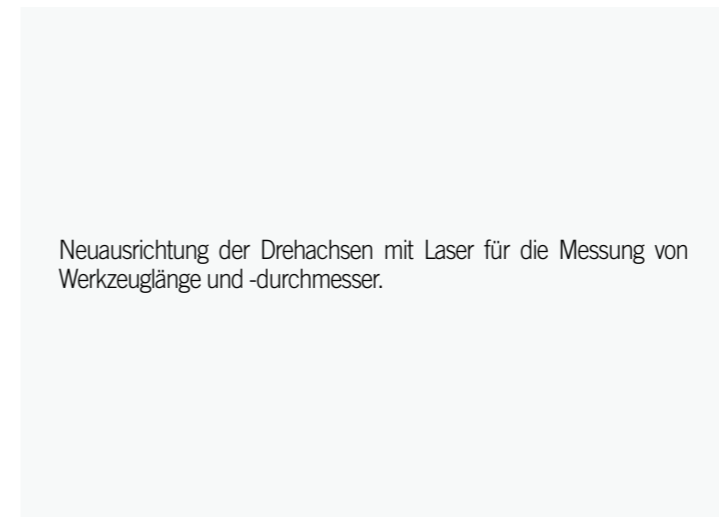 Neuausrichtung der Drehachsen mit Laser für die Messung von
Werkzeuglänge und -durchmesser.